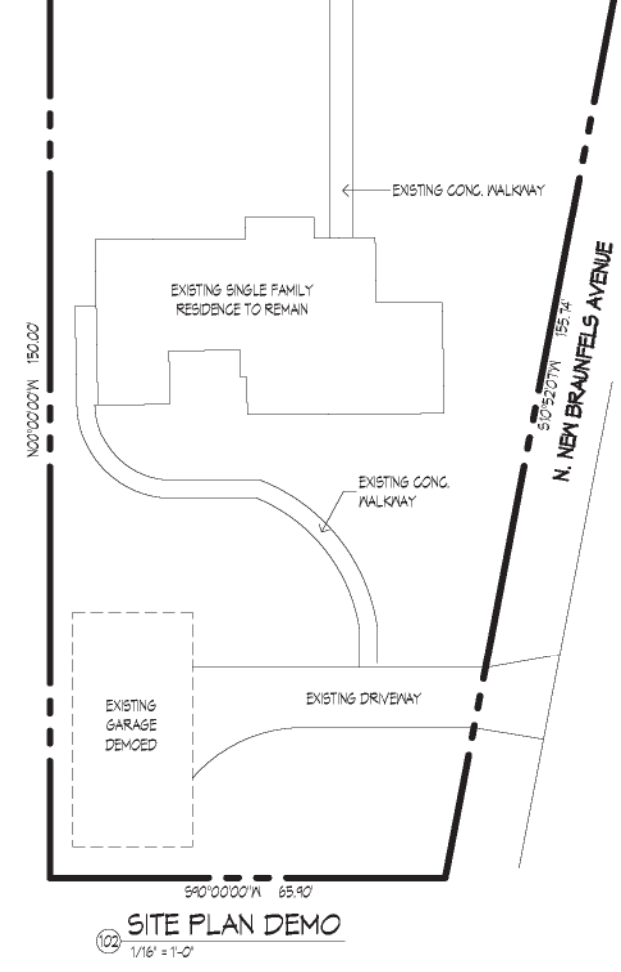 EXISTING CONC. WALKWAY
EXISTING SINGLE FAMILY
RESIDENCE TO REMAIN
N00°00'00"W 150.00'
S10°52'07"W 155.74'
N. NEW BRAUNFELS AVENUE
EXISTING CONC.
WALKWAY
EXISTING DRIVEWAY
EXISTING
GARAGE
DEMOED
S90°00'00"W 65.90'
102 SITE PLAN DEMO
1/16" = 1'-0"